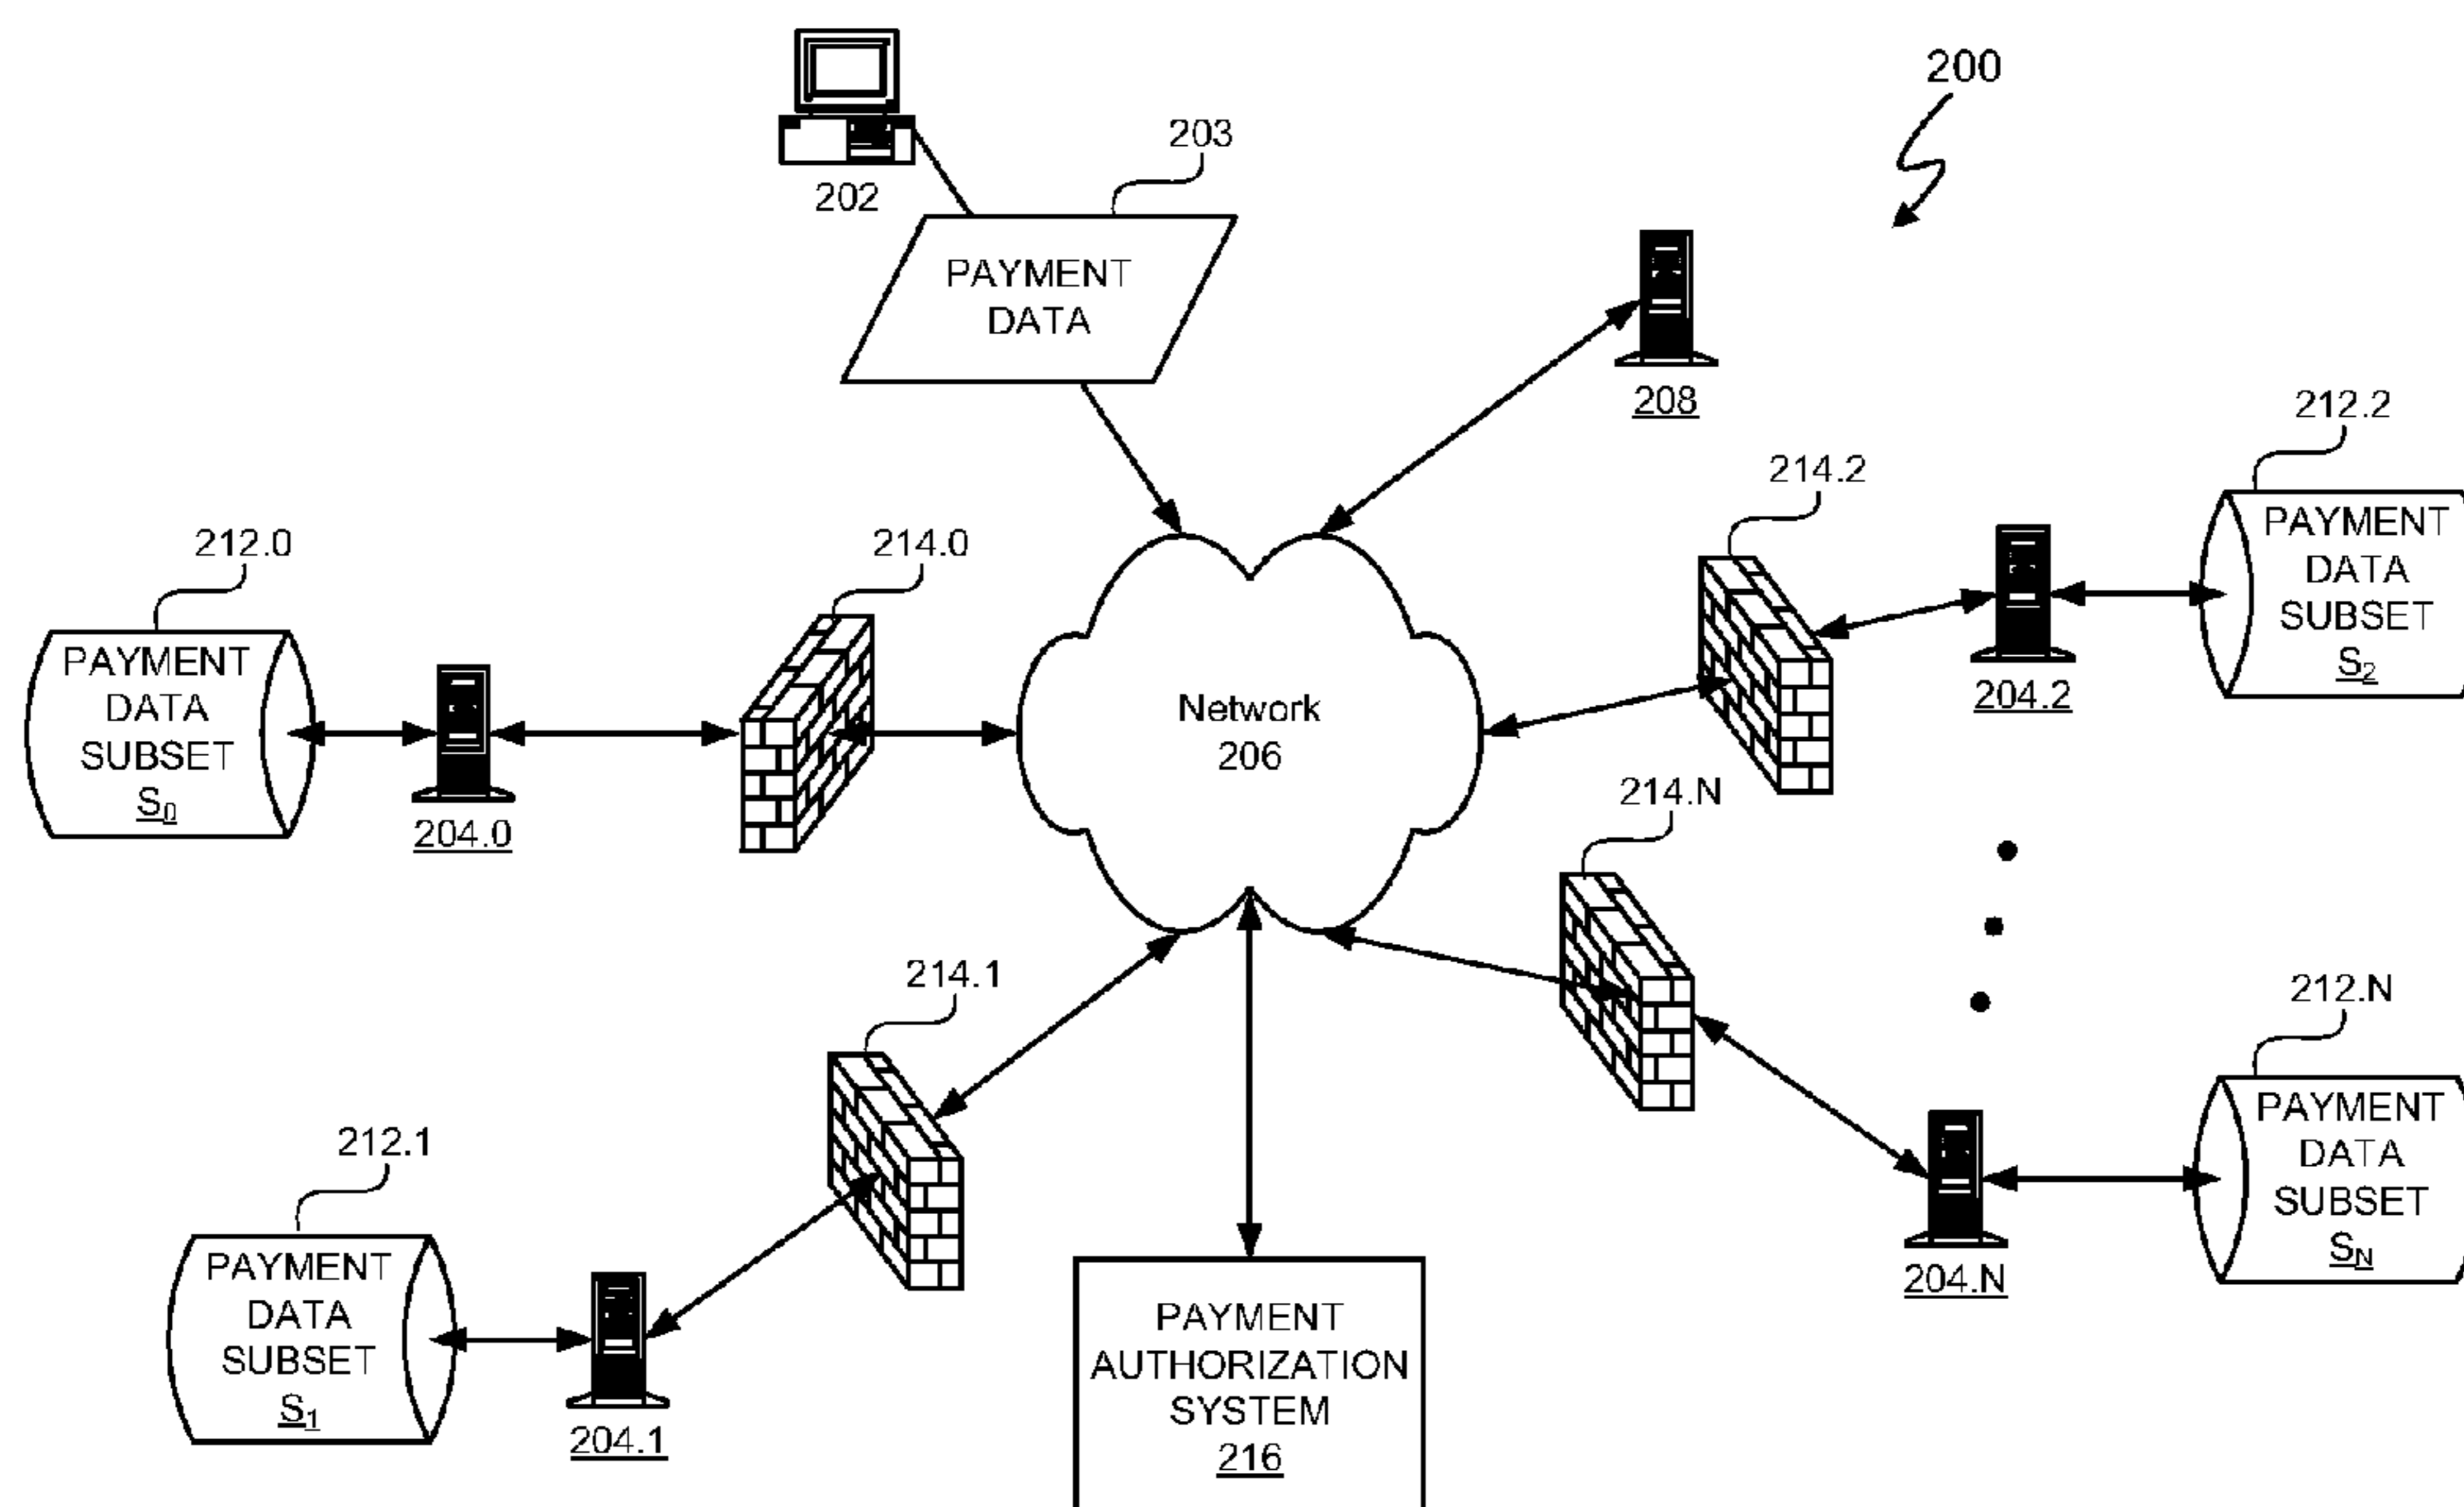 200
203
202
PAYMENT
DATA
208
212.2
214.2
PAYMENT
DATA
SUBSET
S₂
204.2
212.0
214.0
PAYMENT
DATA
SUBSET
S₀
204.0
Network
206
214.N
214.1
212.N
PAYMENT
DATA
SUBSET
S_N
204.N
212.1
PAYMENT
DATA
SUBSET
S₁
204.1
PAYMENT
AUTHORIZATION
SYSTEM
216